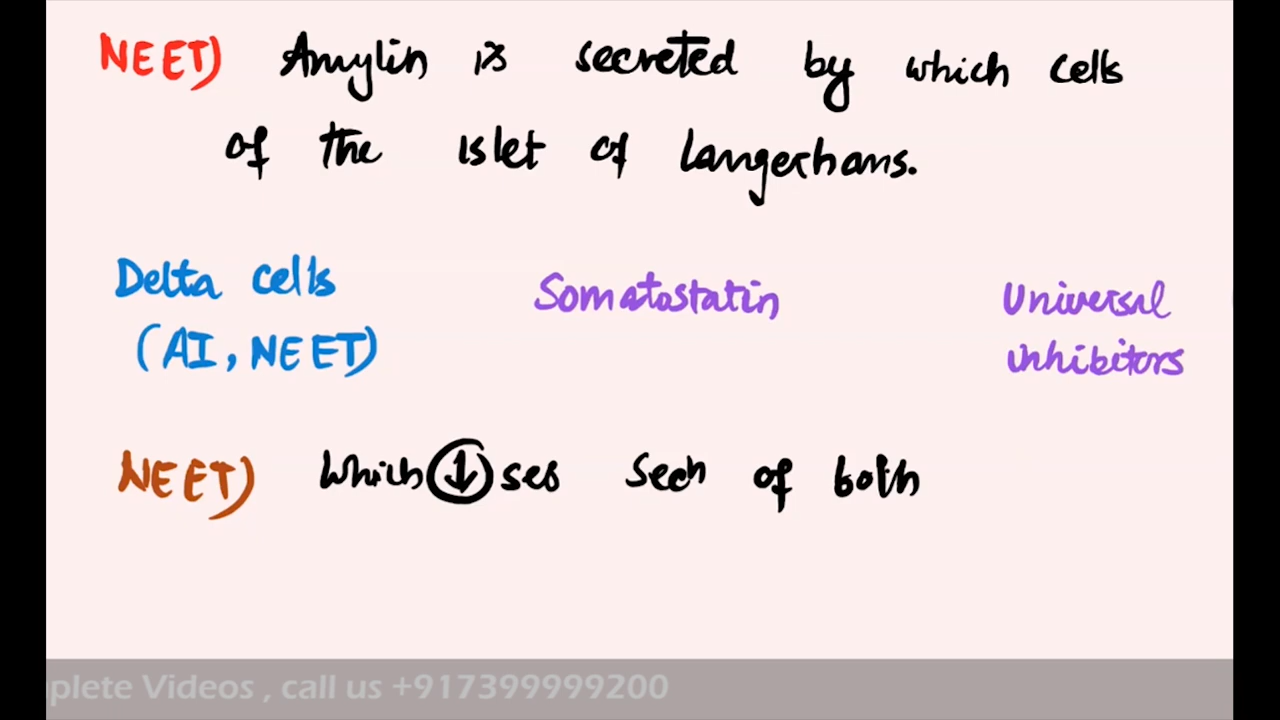 NEET) Amylin is secreted by which cells
of the islet of Langerhans.
Delta cells Somatostatin Universal
(AI, NEET) inhibitors
NEET) Which ↓ses secn of both
plete Videos , call us +917399999200